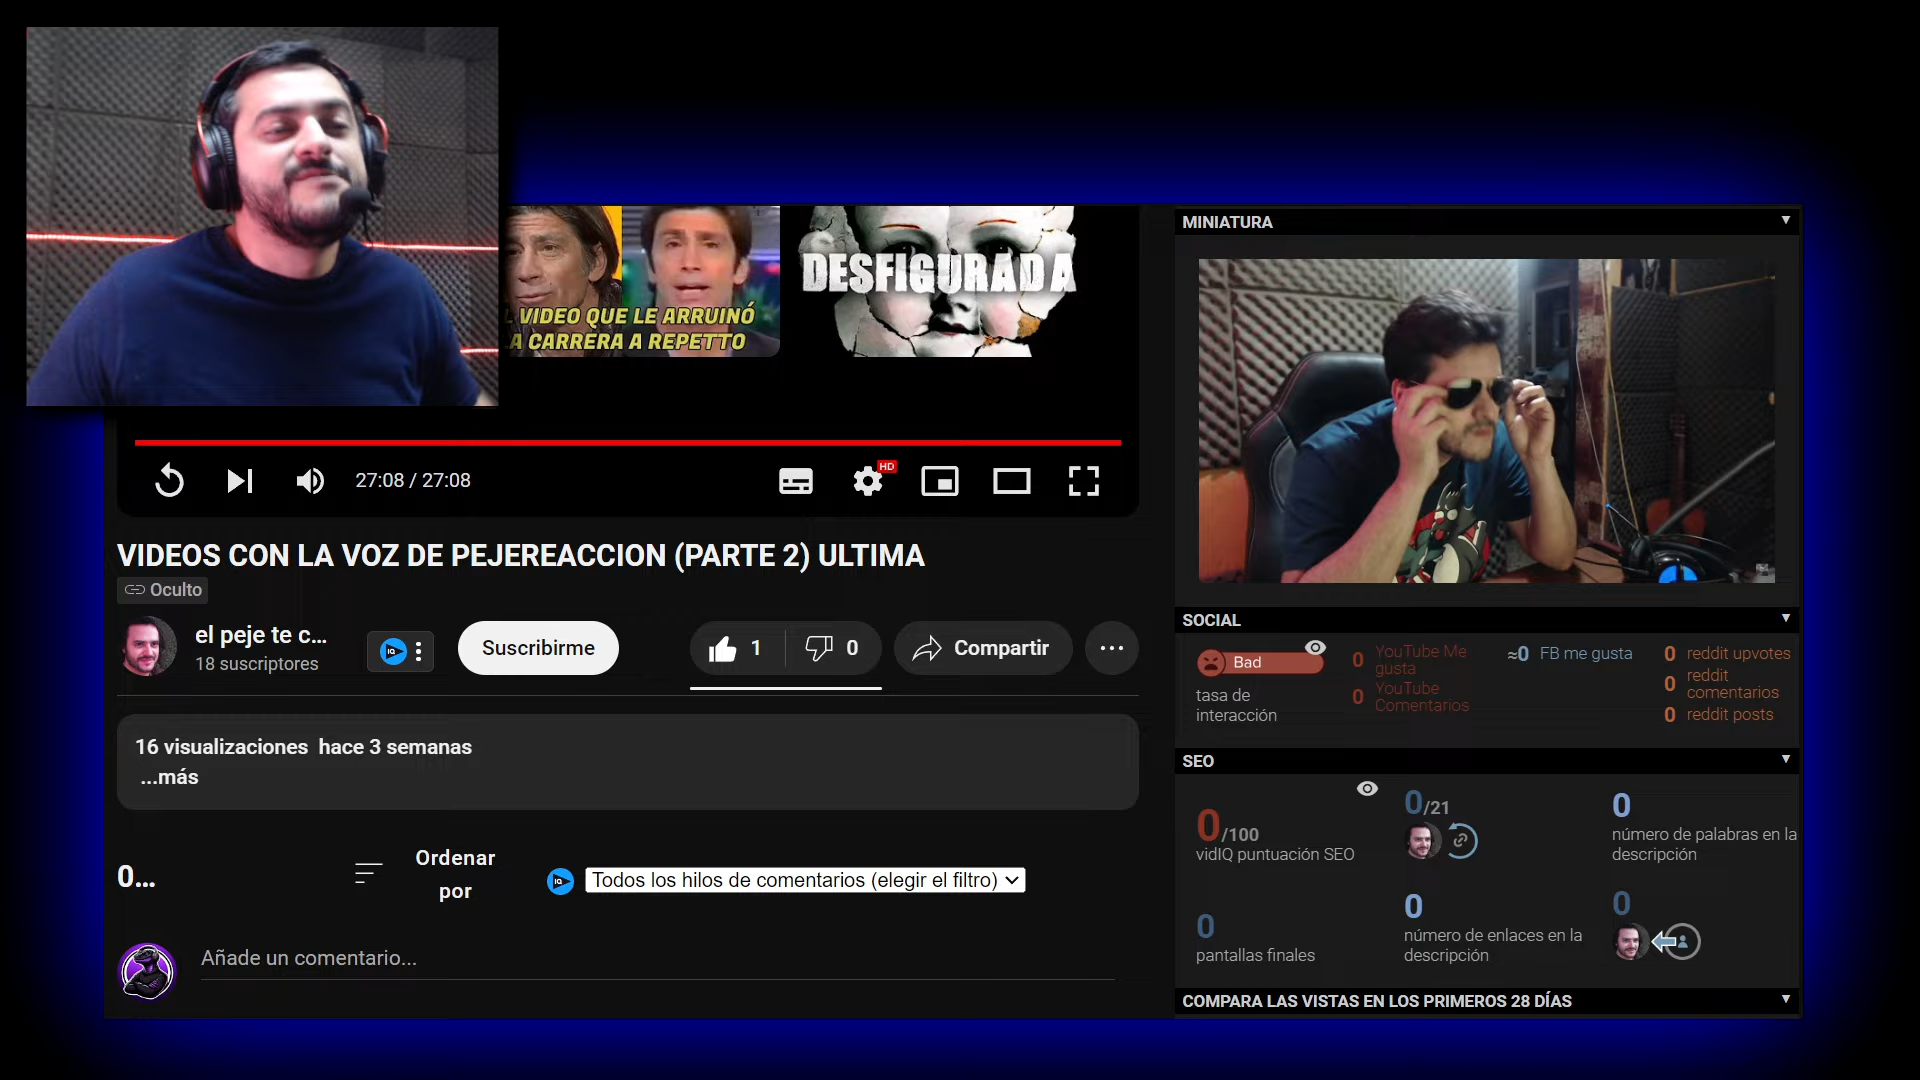 VIDEO QUE LE ARRUINÓ
A CARRERA A REPETTO
DESFIGURADA
HD
27:08 / 27:08
VIDEOS CON LA VOZ DE PEJEREACCION (PARTE 2) ULTIMA
Oculto
el peje te c...
18 suscriptores
IQ
Suscribirme
1
0
Compartir
16 visualizaciones hace 3 semanas
...más
0...
Ordenar
por
IQ
Todos los hilos de comentarios (elegir el filtro)
Añade un comentario...
MINIATURA
SOCIAL
Bad
tasa de
interacción
0 YouTube Me
gusta
0 YouTube
Comentarios
≈0 FB me gusta
0 reddit upvotes
0 reddit
comentarios
0 reddit posts
SEO
0/100
vidIQ puntuación SEO
0/21
0
número de palabras en la
descripción
0
pantallas finales
0
número de enlaces en la
descripción
0
COMPARA LAS VISTAS EN LOS PRIMEROS 28 DÍAS